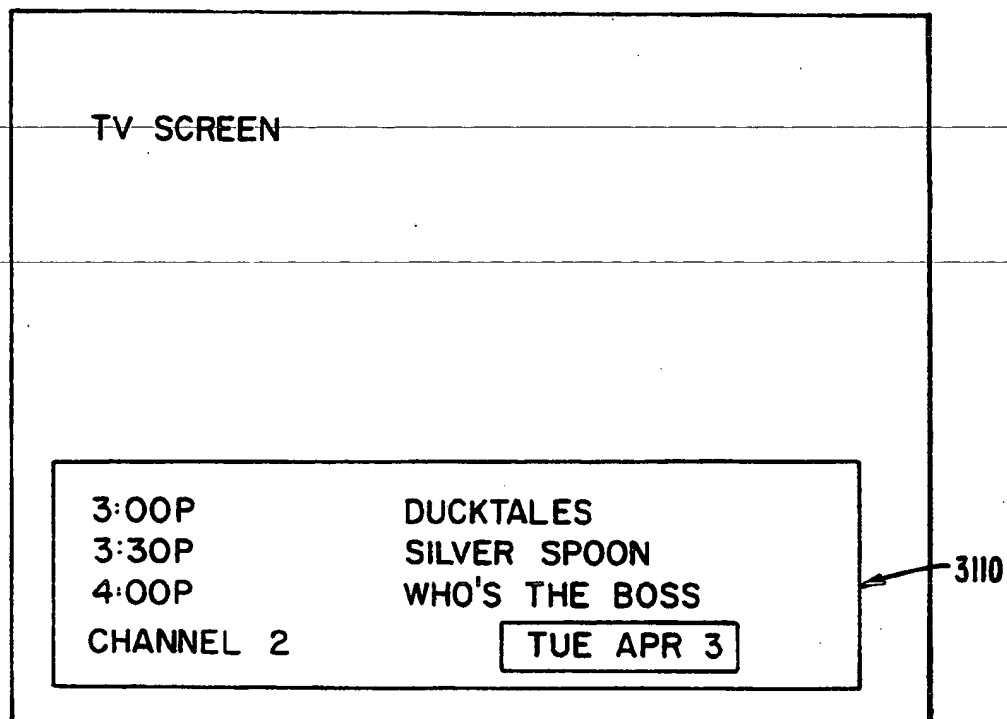 TV SCREEN
3:00P DUCKTALES
3:30P SILVER SPOON
4:00P WHO'S THE BOSS
3110
CHANNEL 2 TUE APR 3